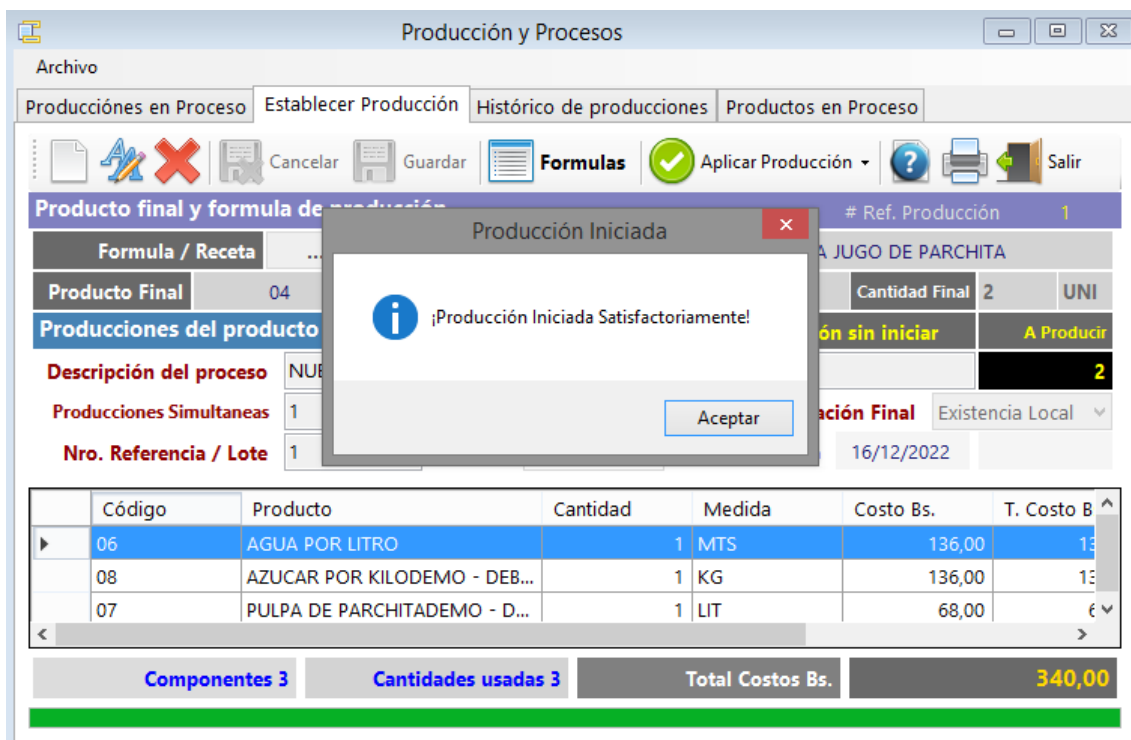 Producción y Procesos
Archivo
Producciónes en Proceso Establecer Producción Histórico de producciones Productos en Proceso
Cancelar Guardar Formulas Aplicar Producción Salir
Producto final y formula de producción # Ref. Producción 1
Producción Iniciada
Formula / Receta ... JUGO DE PARCHITA
Producto Final 04 Cantidad Final 2 UNI
¡Producción Iniciada Satisfactoriamente!
Producciones del producto sin iniciar A Producir
Descripción del proceso 2
Producciones Simultaneas 1 Final Existencia Local
Aceptar
Nro. Referencia / Lote 1 16/12/2022
Código Producto Cantidad Medida Costo Bs. T. Costo B
06 AGUA POR LITRO 1 MTS 136,00
08 AZUCAR POR KILODEMO - DEB... 1 KG 136,00
07 PULPA DE PARCHITADEMO - D... 1 LIT 68,00
Componentes 3 Cantidades usadas 3 Total Costos Bs. 340,00